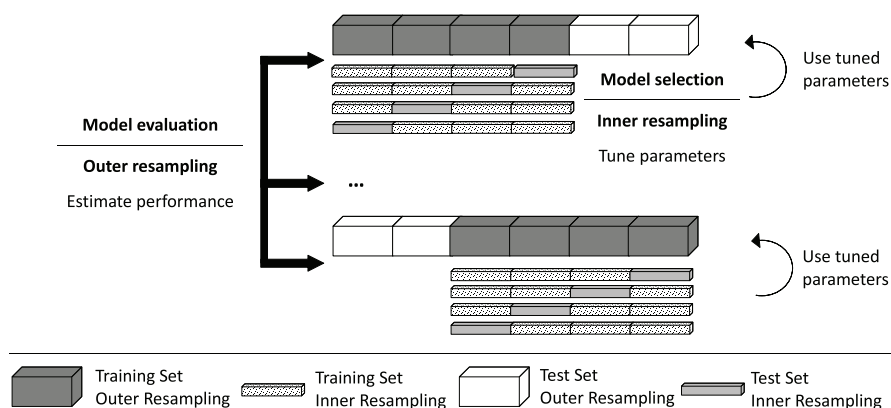 Model evaluation
Outer resampling
Estimate performance
Model selection
Inner resampling
Tune parameters
Use tuned
parameters
...
Use tuned
parameters
Training Set
Outer Resampling
Training Set
Inner Resampling
Test Set
Outer Resampling
Test Set
Inner Resampling